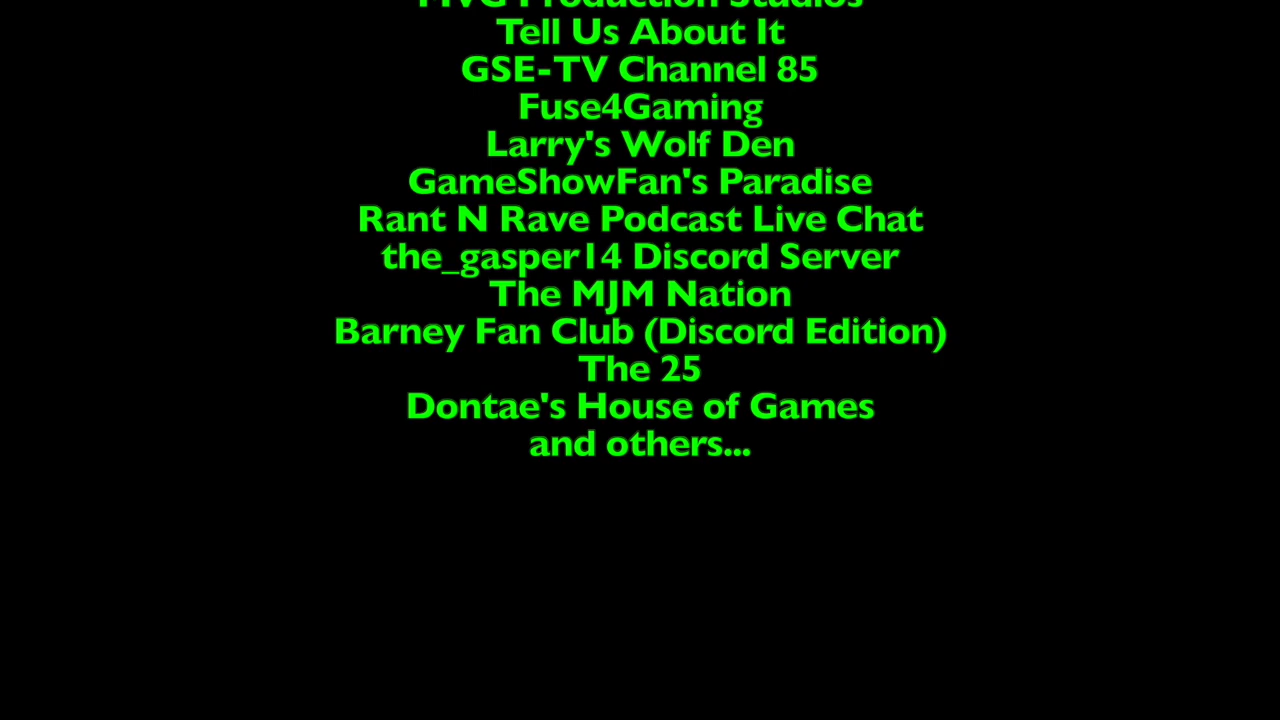 Production Studios
Tell Us About It
GSE-TV Channel 85
Fuse4Gaming
Larry's Wolf Den
GameShowFan's Paradise
Rant N Rave Podcast Live Chat
the_gasper14 Discord Server
The MJM Nation
Barney Fan Club (Discord Edition)
The 25
Dontae's House of Games
and others...